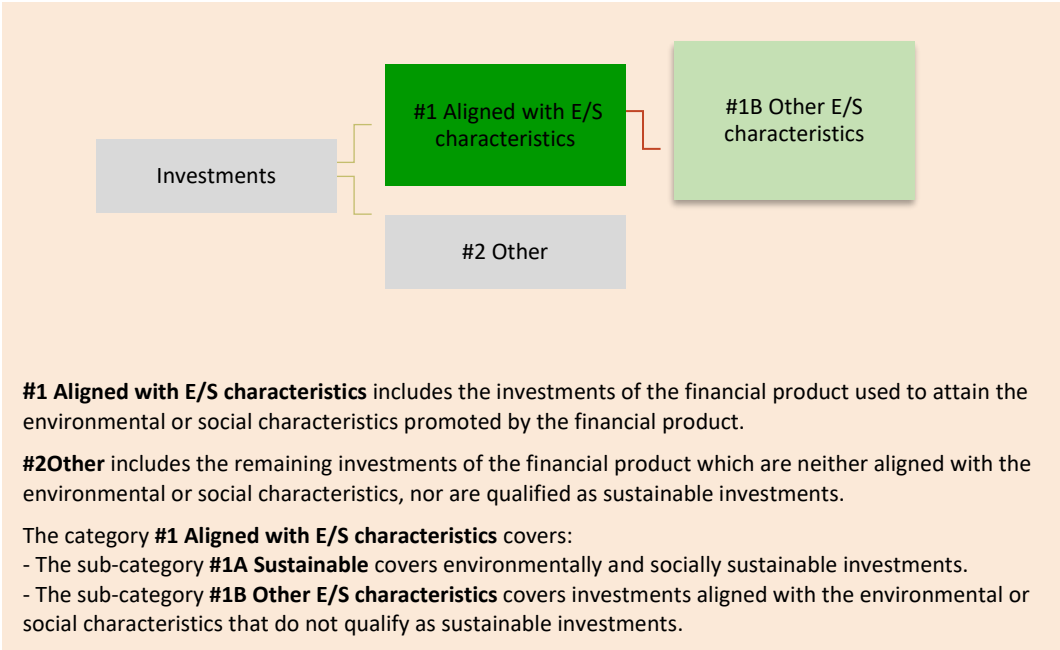 #1 Aligned with E/S
characteristics
#1B Other E/S
characteristics
Investments
#2 Other
#1 Aligned with E/S characteristics includes the investments of the financial product used to attain the
environmental or social characteristics promoted by the financial product.
#2Other includes the remaining investments of the financial product which are neither aligned with the
environmental or social characteristics, nor are qualified as sustainable investments.
The category #1 Aligned with E/S characteristics covers:
- The sub-category #1A Sustainable covers environmentally and socially sustainable investments.
- The sub-category #1B Other E/S characteristics covers investments aligned with the environmental or
social characteristics that do not qualify as sustainable investments.